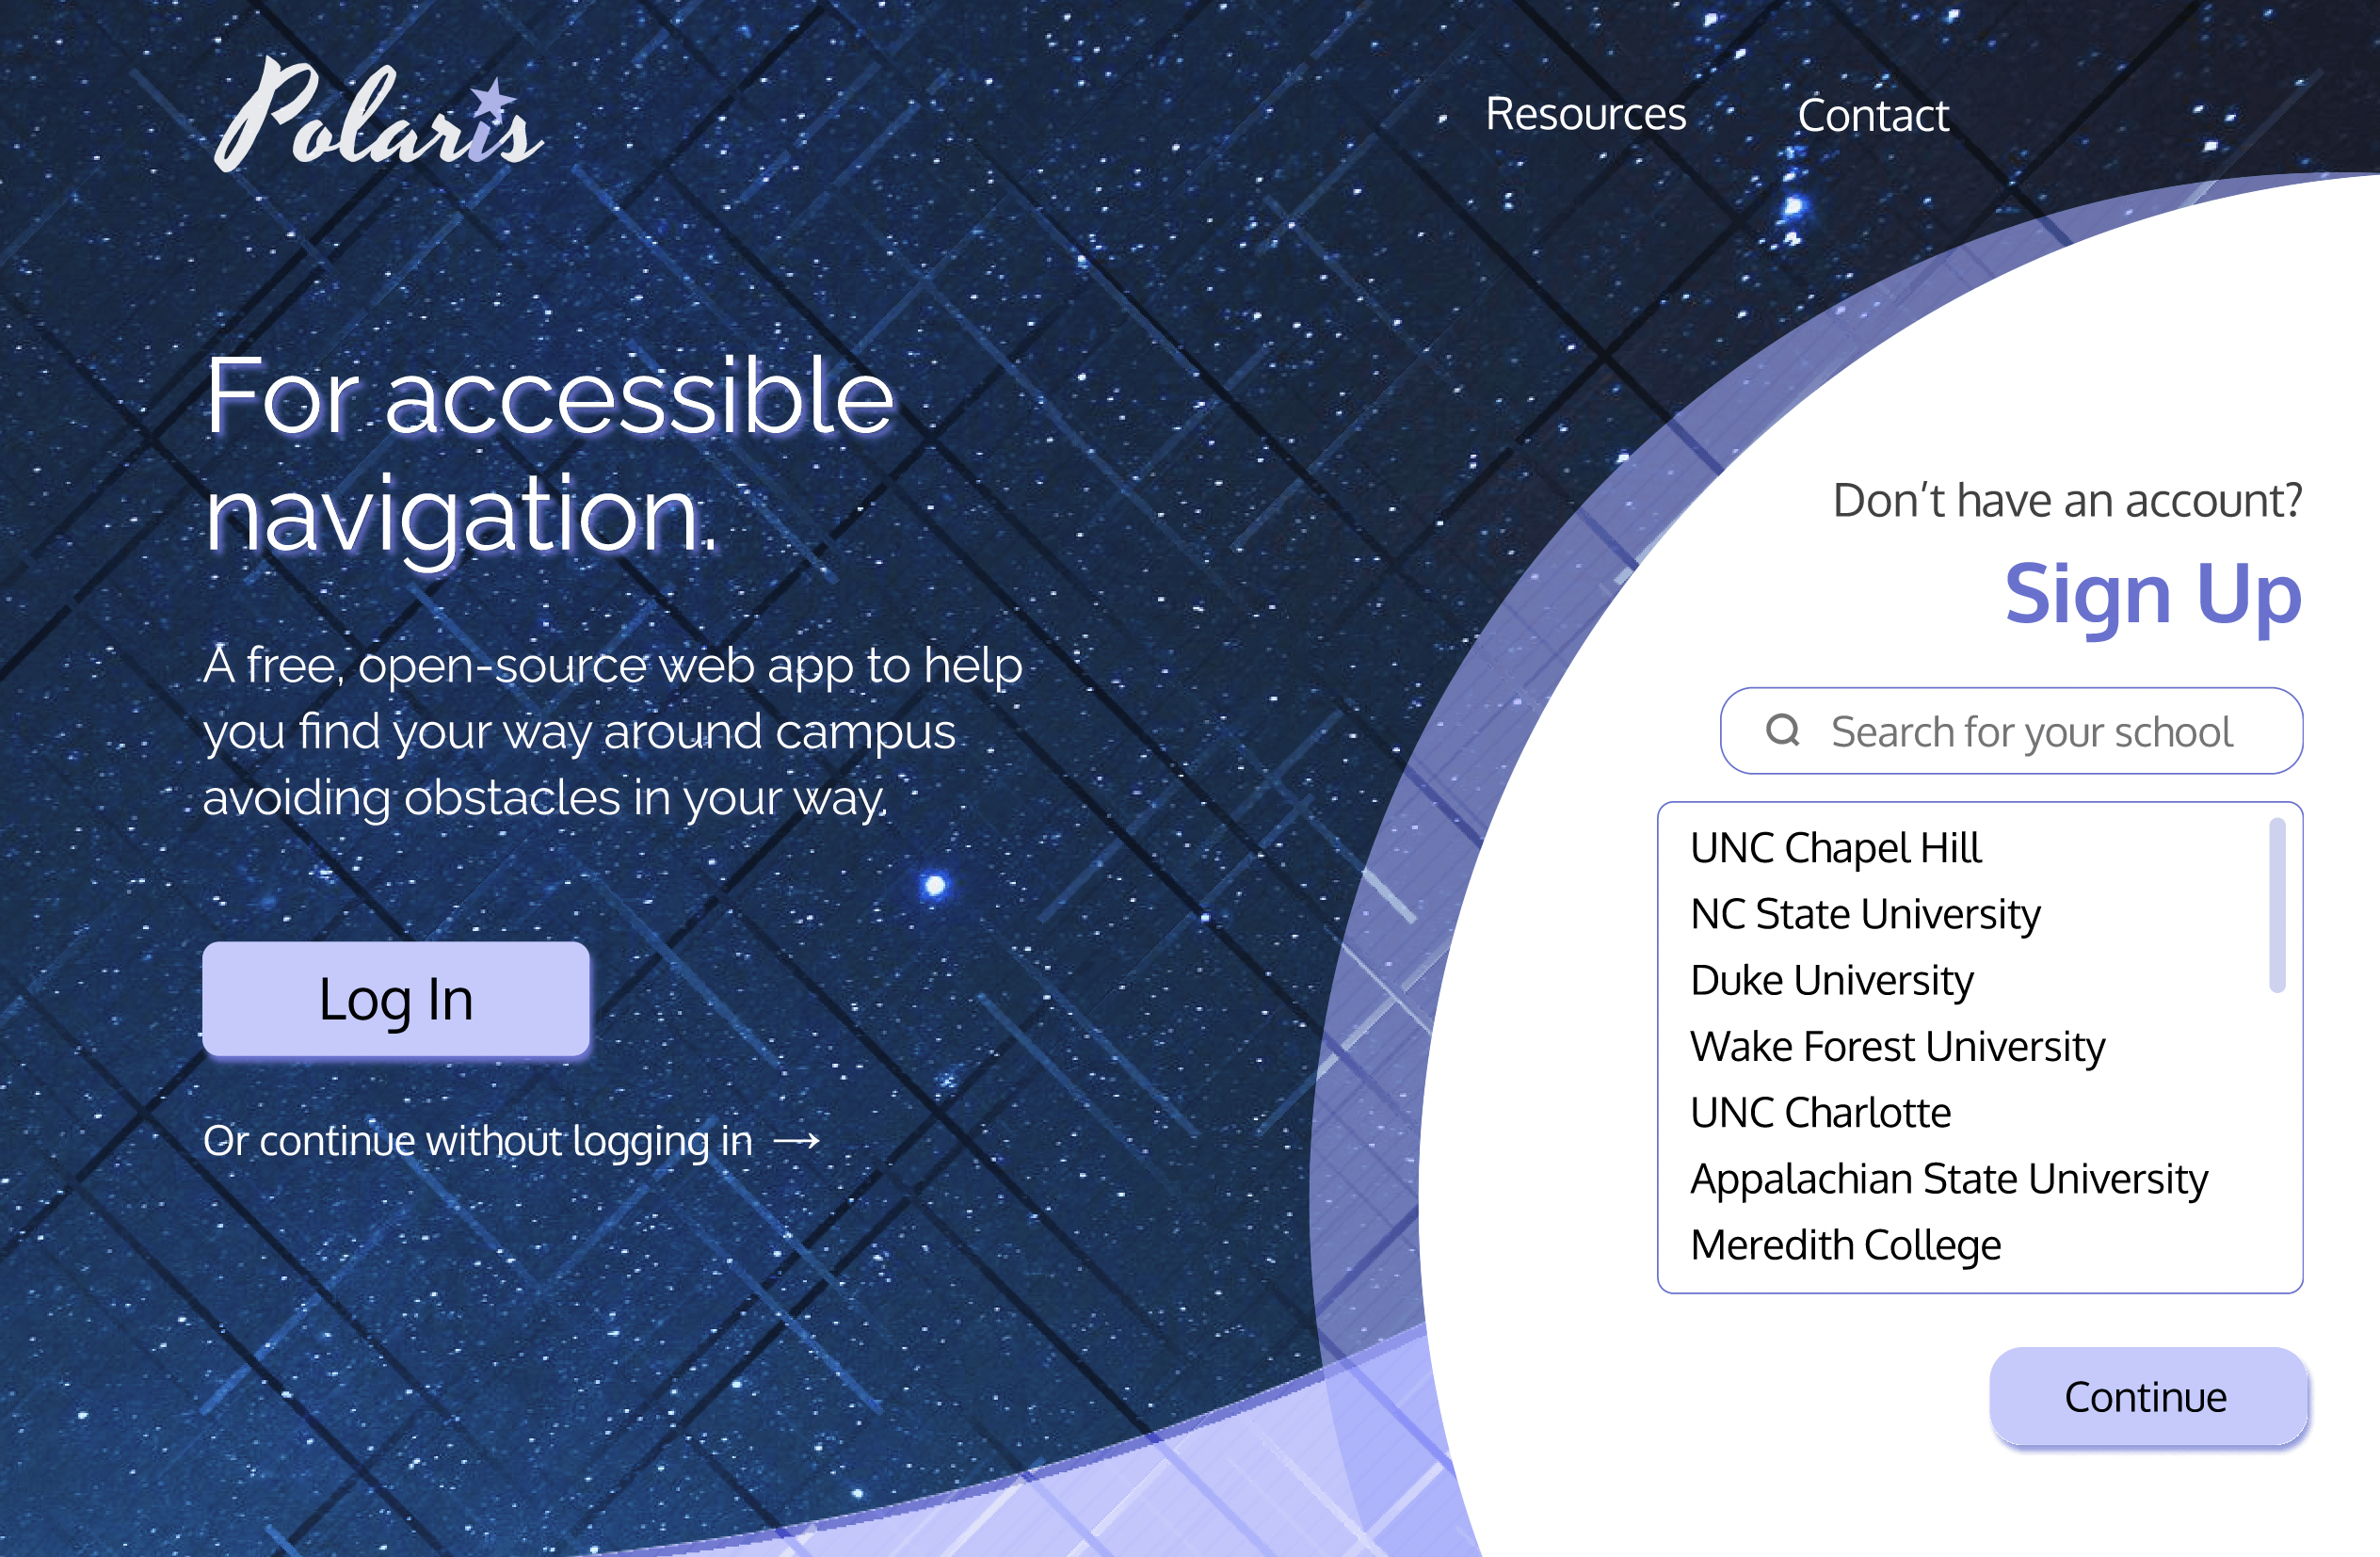 Polaris
Resources
Contact
For accessible
navigation.
A free, open-source web app to help
you find your way around campus
avoiding obstacles in your way.
Log In
Or continue without logging in →
Don’t have an account?
Sign Up
Search for your school
UNC Chapel Hill
NC State University
Duke University
Wake Forest University
UNC Charlotte
Appalachian State University
Meredith College
Continue